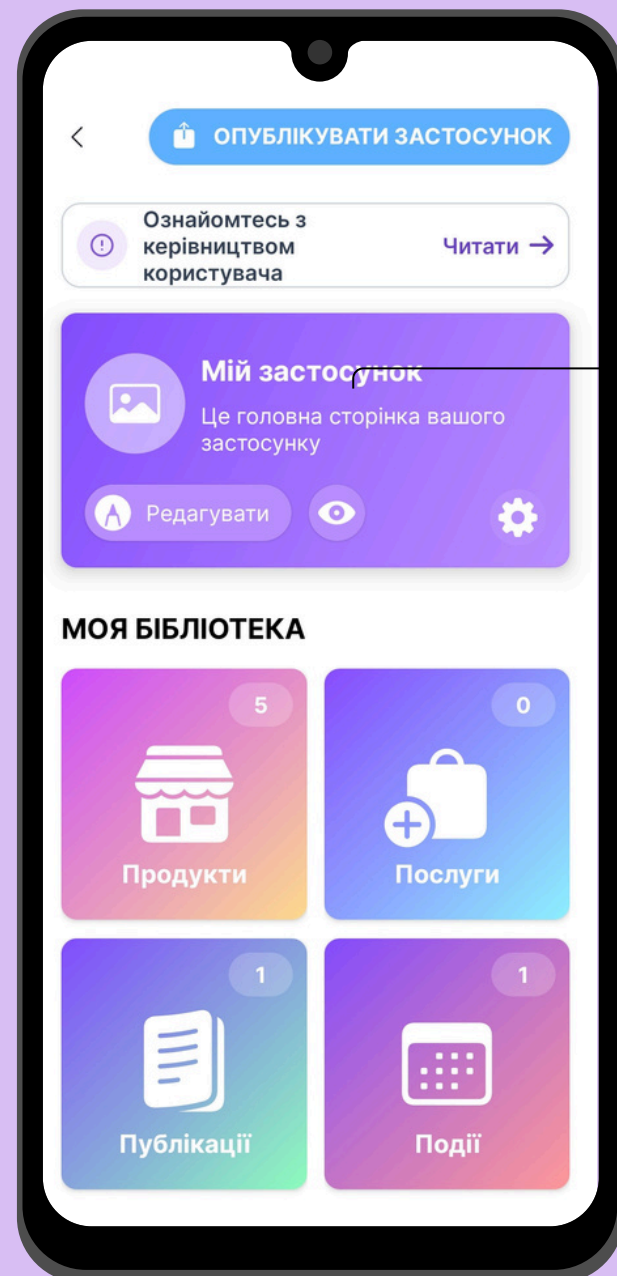 ОПУБЛІКУВАТИ ЗАСТОСУНОК
Ознайомтесь з
керівництвом
користувача
Читати →
Мій застосунок
Це головна сторінка вашого
застосунку
Редагувати
МОЯ БІБЛІОТЕКА
5
Продукти
0
Послуги
1
Публікації
1
Події